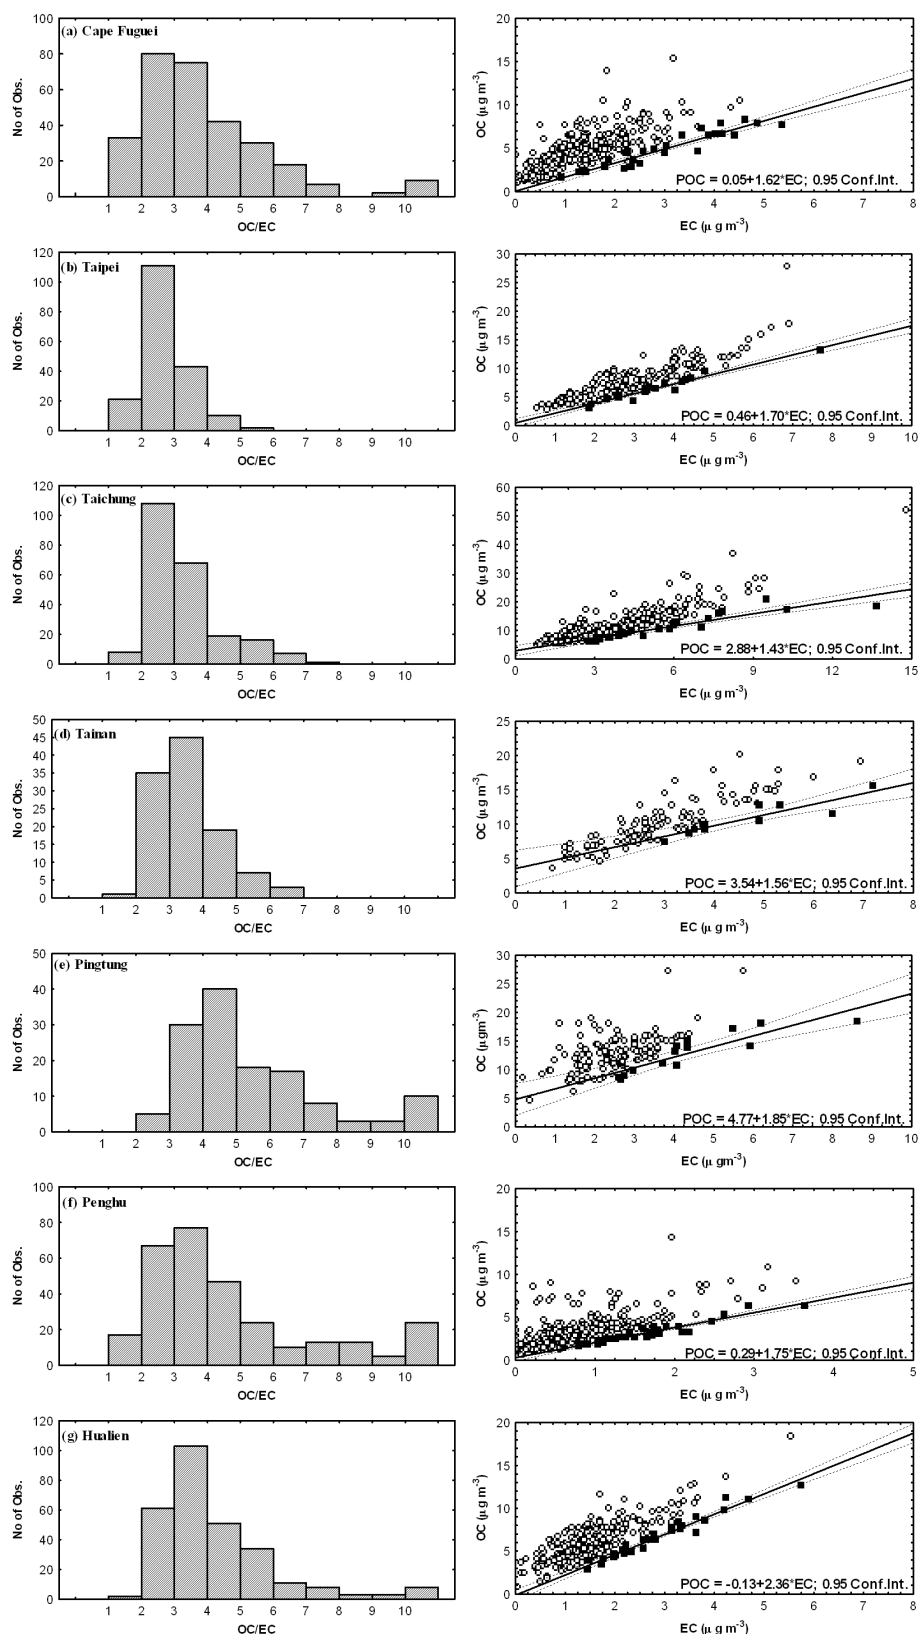 (a) Cape Fuguei
No of Obs.
100
80
60
40
20
0
1 2 3 4 5 6 7 8 9 10
OC/EC
OC (μ g m-3)
20
15
10
5
0
POC = 0.05+1.62*EC; 0.95 Conf.Int.
0 1 2 3 4 5 6 7 8
EC (μ g m-3)
(b) Taipei
No of Obs.
120
100
80
60
40
20
0
1 2 3 4 5 6 7 8 9 10
OC/EC
OC (μ g m-3)
30
25
20
15
10
5
0
POC = 0.46+1.70*EC; 0.95 Conf.Int.
0 1 2 3 4 5 6 7 8 9 10
EC (μ g m-3)
(c) Taichung
No of Obs.
120
100
80
60
40
20
0
1 2 3 4 5 6 7 8 9 10
OC/EC
OC (μ g m-3)
60
50
40
30
20
10
0
POC = 2.88+1.43*EC; 0.95 Conf.Int.
0 3 6 9 12 15
EC (μ g m-3)
(d) Tainan
No of Obs.
50
45
40
35
30
25
20
15
10
5
0
1 2 3 4 5 6 7 8 9 10
OC/EC
OC (μ g m-3)
25
20
15
10
5
0
POC = 3.54+1.56*EC; 0.95 Conf.Int.
0 1 2 3 4 5 6 7 8
EC (μ g m-3)
(e) Pingtung
No of Obs.
50
40
30
20
10
0
1 2 3 4 5 6 7 8 9 10
OC/EC
OC (μ gm-3)
30
25
20
15
10
5
0
POC = 4.77+1.85*EC; 0.95 Conf.Int.
0 1 2 3 4 5 6 7 8 9 10
EC (μ gm-3)
(f) Penghu
No of Obs.
100
80
60
40
20
0
1 2 3 4 5 6 7 8 9 10
OC/EC
OC (μ g m-3)
20
15
10
5
0
POC = 0.29+1.75*EC; 0.95 Conf.Int.
0 1 2 3 4 5
EC (μ g m-3)
(g) Hualien
No of Obs.
120
100
80
60
40
20
0
1 2 3 4 5 6 7 8 9 10
OC/EC
OC (μ g m-3)
20
15
10
5
0
POC = -0.13+2.36*EC; 0.95 Conf.Int.
0 1 2 3 4 5 6 7 8
EC (μ g m-3)